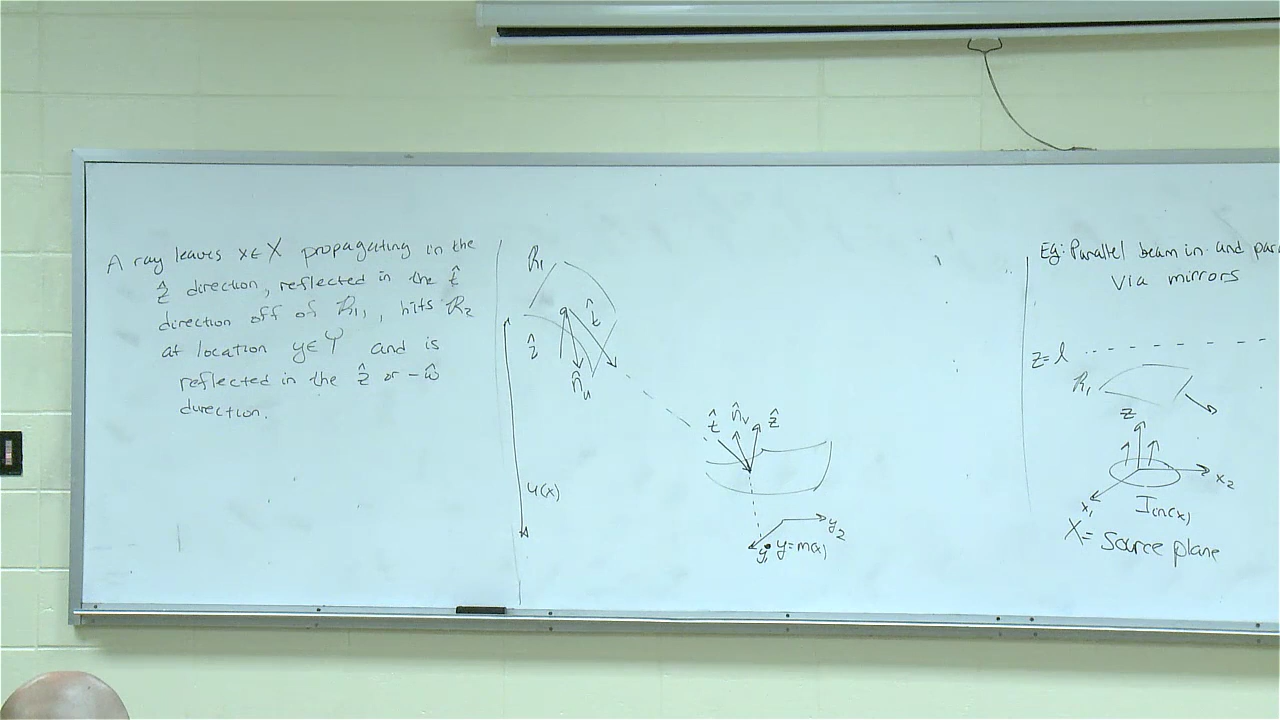 A ray leaves x ∈ X propagating in the
ẑ direction, reflected in the t̂
direction off of R₁, hits R₂
at location y ∈ Y and is
reflected in the ẑ or -ŵ
direction.
R₁
t̂
ẑ
n̂ᵤ
u(x)
t̂ n̂ᵥ ẑ
y₂
y₁ y=m(x)
Eg: Parallel beam in and par
via mirrors
z=l
R₁
z
x₂
x₁
Iin(x)
X = Source plane